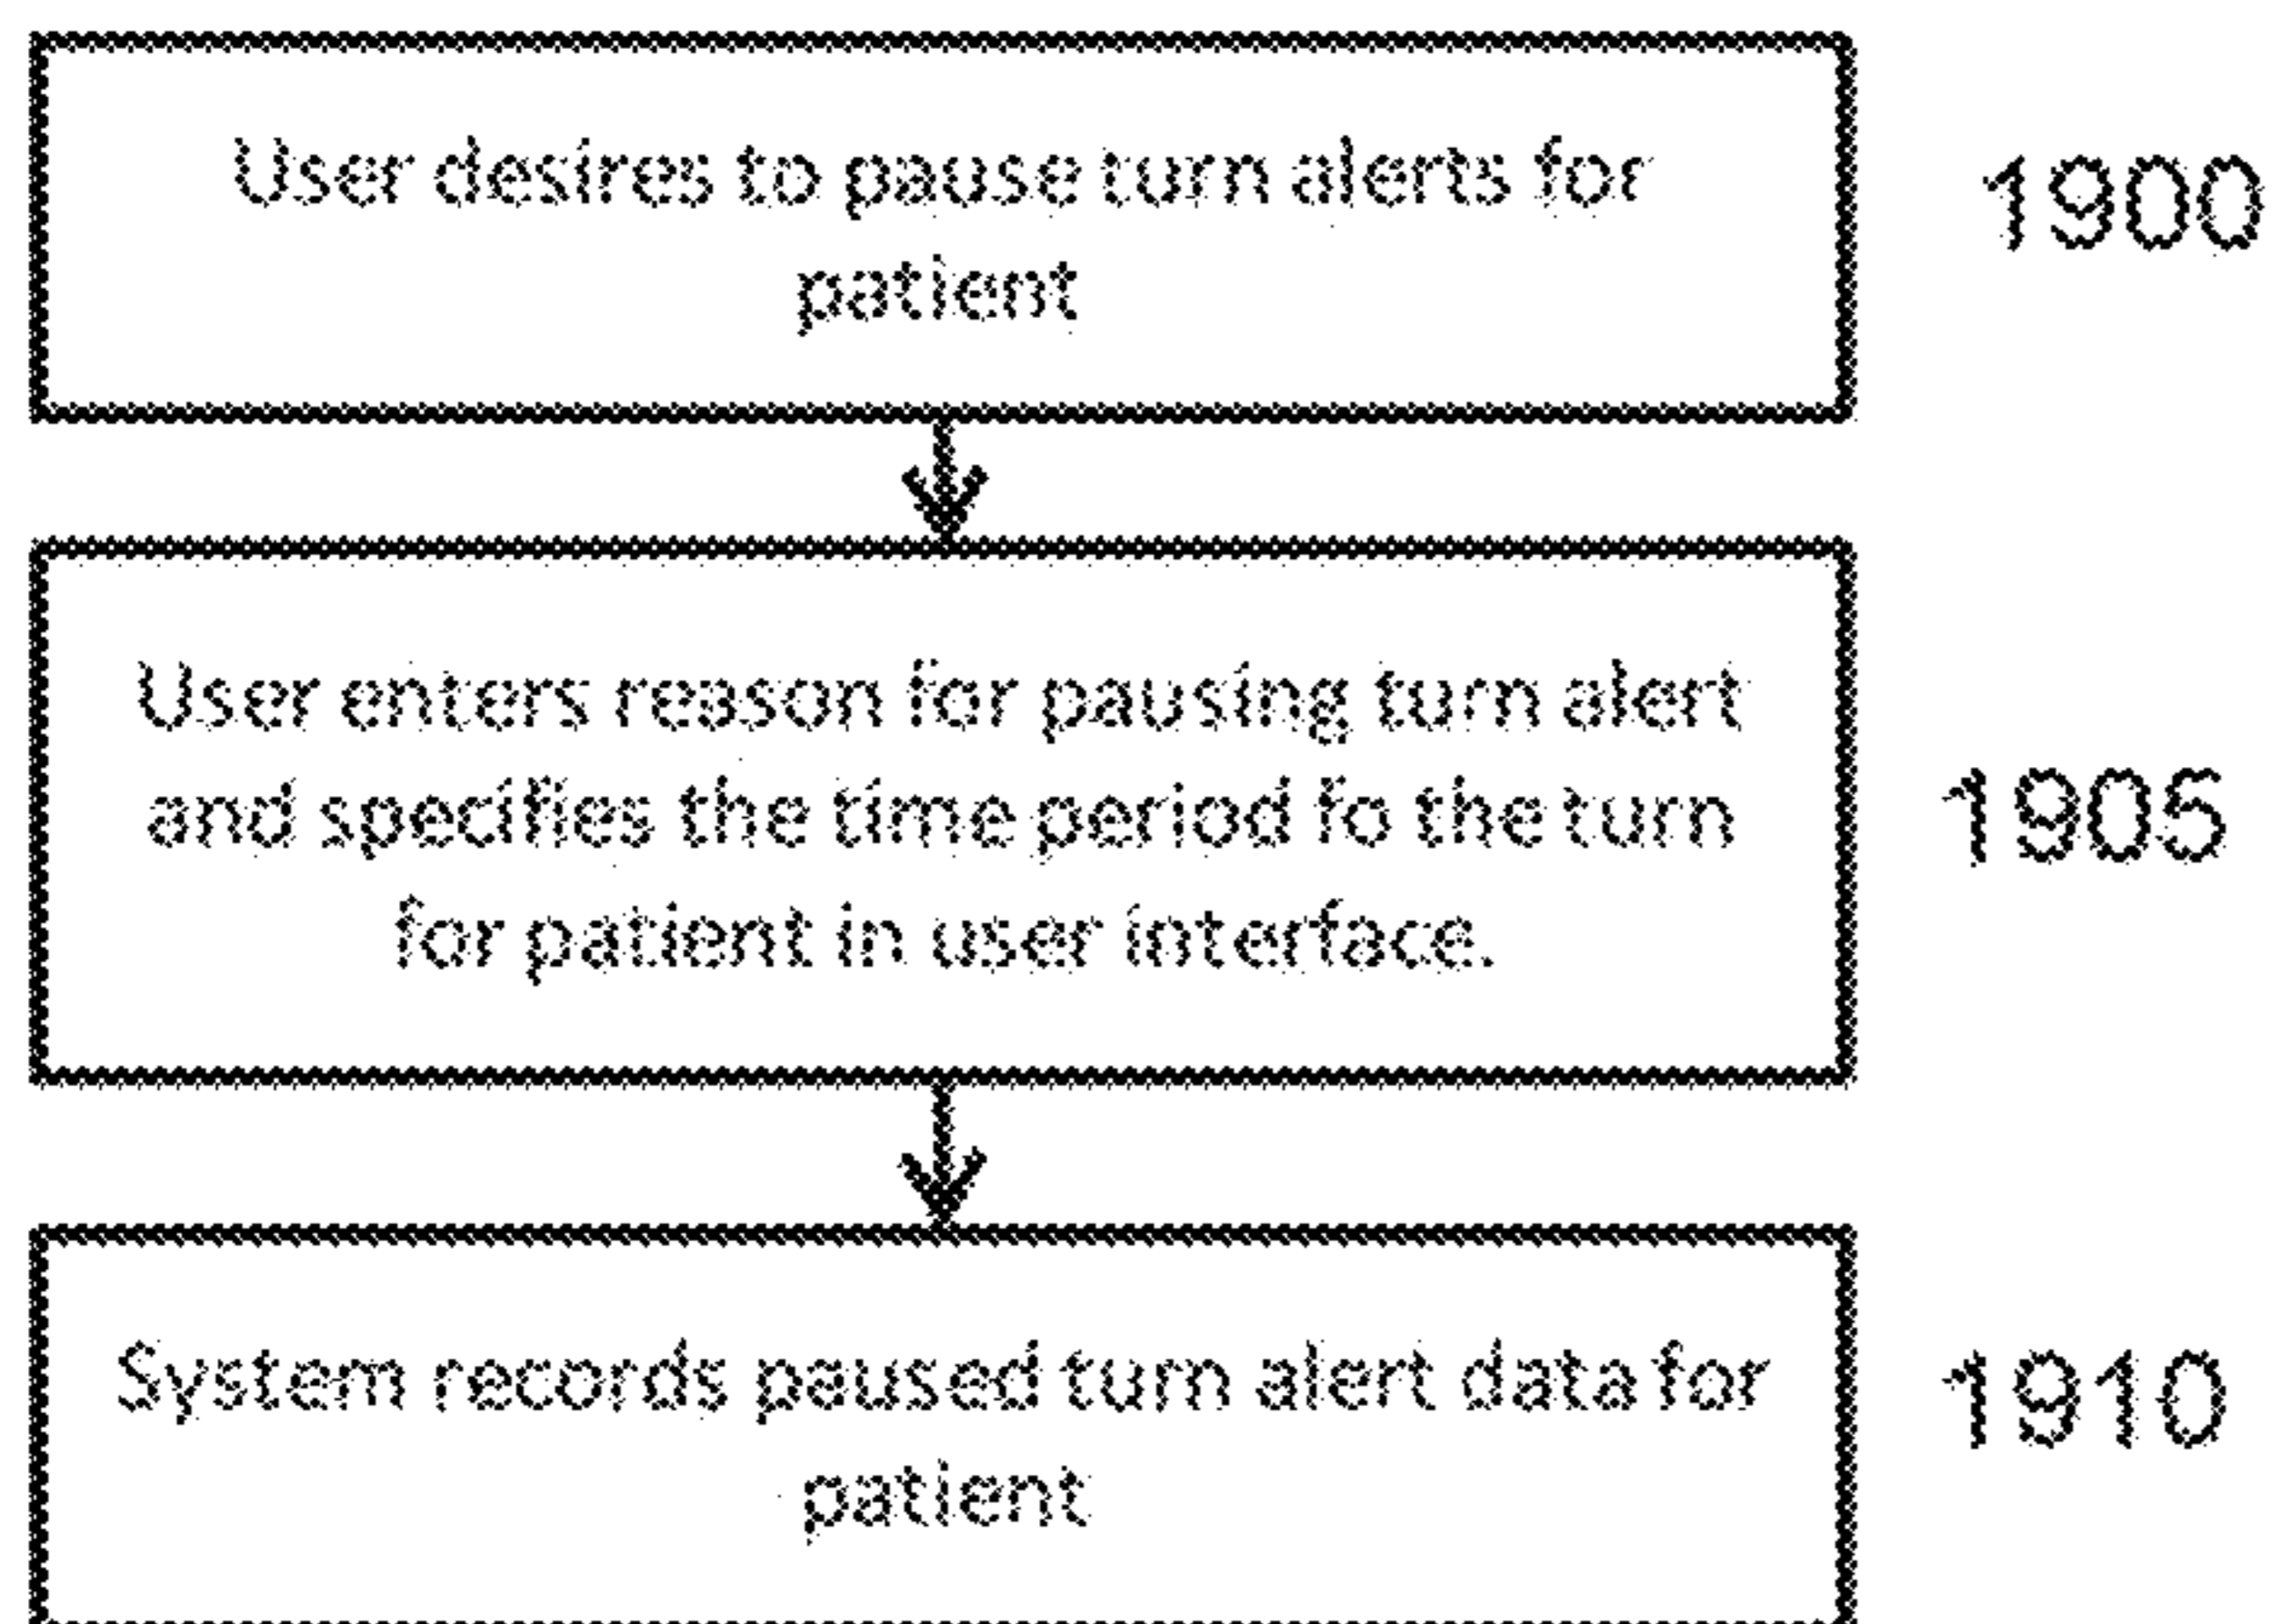 User desires to pause turn alerts for
patient
1900
User enters reason for pausing turn alert
and specifies the time period fo the turn
for patient in user interface.
1905
System records paused turn alert data for
patient
1910